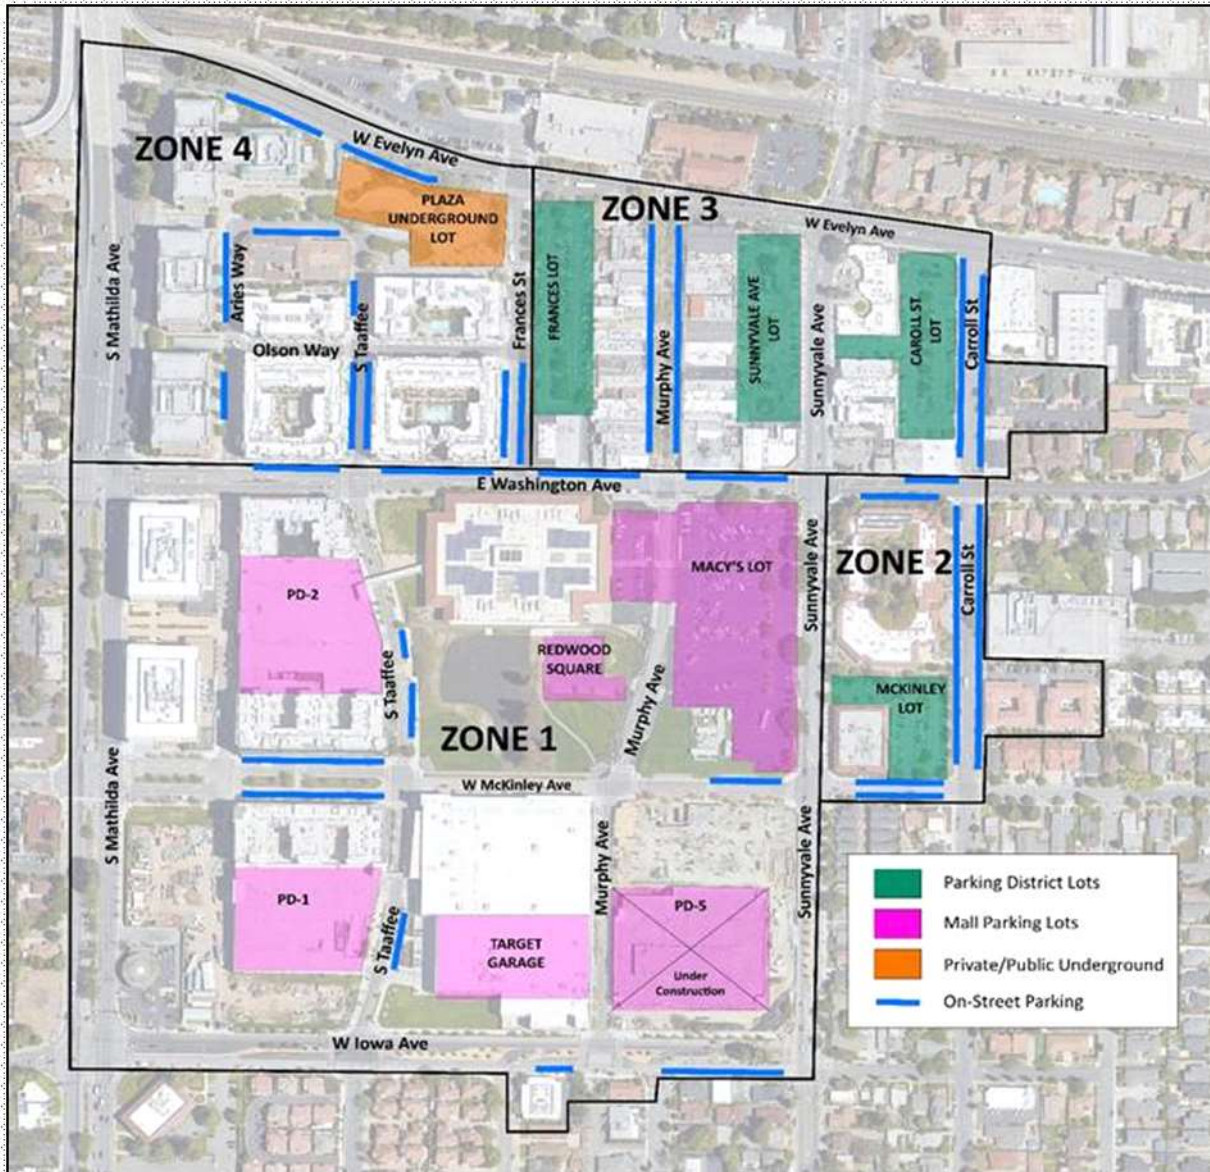 ZONE 4
W Evelyn Ave
PLAZA
UNDERGROUND
LOT
S Mathilda Ave
Aries Way
Olson Way
S Taaffee
Frances St
ZONE 3
W Evelyn Ave
FRANCES LOT
Murphy Ave
SUNNYVALE AVE
LOT
Sunnyvale Ave
CAROLL ST
LOT
Carroll St
E Washington Ave
PD-2
MACY'S LOT
Sunnyvale Ave
ZONE 2
Carroll St
REDWOOD
SQUARE
S Taaffee
Murphy Ave
MCKINLEY
LOT
ZONE 1
W McKinley Ave
S Mathilda Ave
PD-1
S Taaffee
TARGET
GARAGE
Murphy Ave
PD-5
Under
Construction
Sunnyvale Ave
W Iowa Ave
Parking District Lots
Mall Parking Lots
Private/Public Underground
On-Street Parking